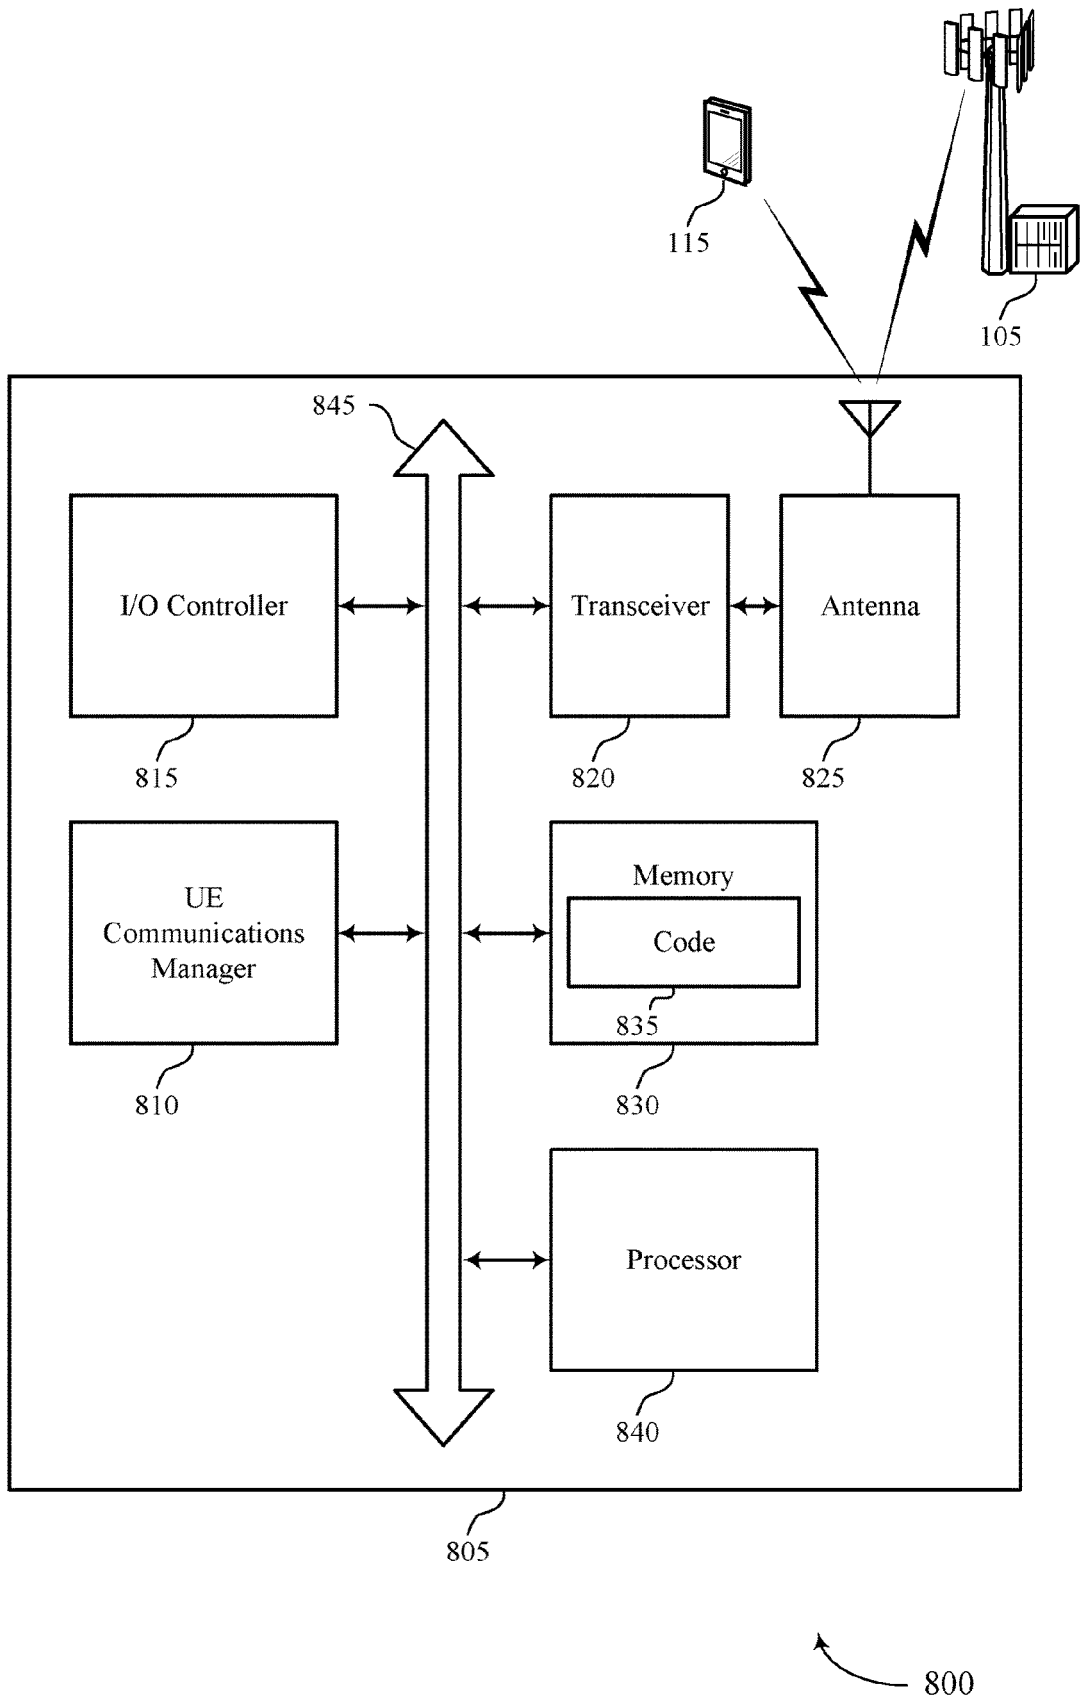 115
105
845
I/O Controller
Transceiver
Antenna
815
820
825
UE
Communications
Manager
Memory
Code
835
810
830
Processor
840
805
800